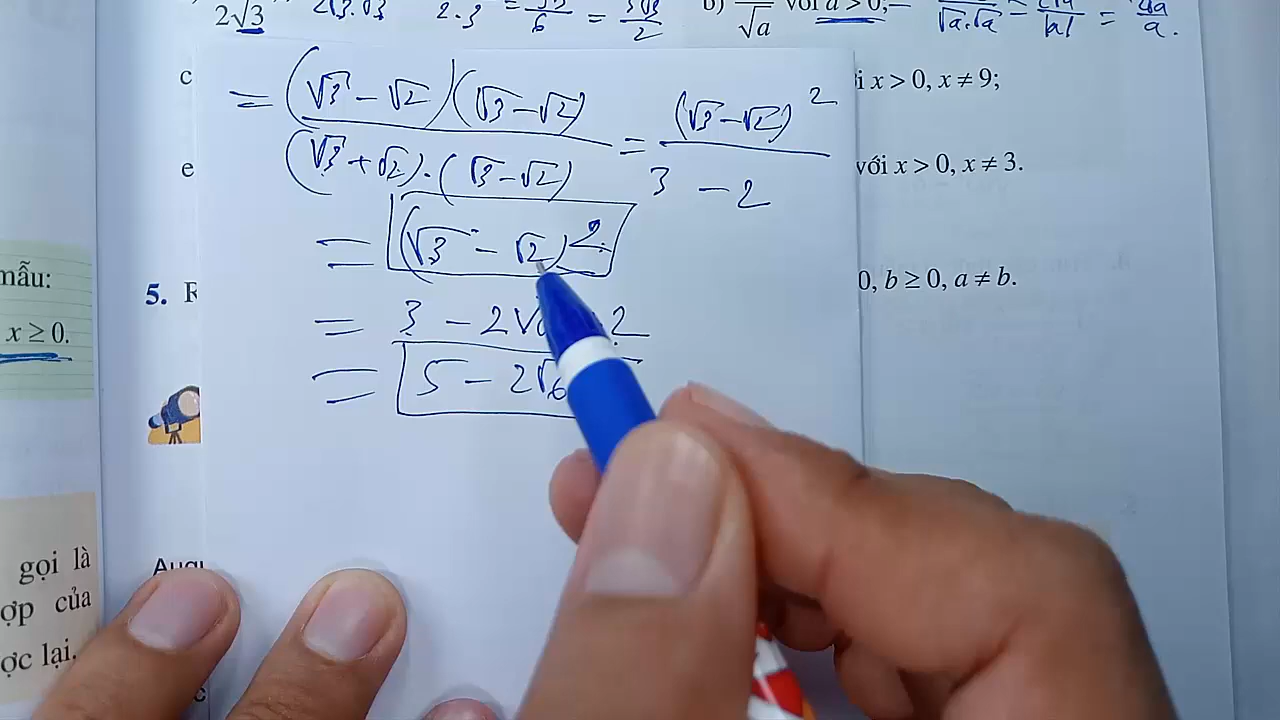 2√3
2√3.√3
2.3
6
=
2
b)
√a
với a > 0;
√a.√a
=
|a|
=
a.
c
i x > 0, x ≠ 9;
= (√3 - √2)(√3 - √2) / (√3 + √2).(√3 - √2) = (√3 - √2)² / 3 - 2
e
với x > 0, x ≠ 3.
= (√3 - √2)²
mẫu:
5. R
0, b ≥ 0, a ≠ b.
x ≥ 0.
= 3 - 2√ 2
= 5 - 2√6
gọi là
ợp của
ợc lại.